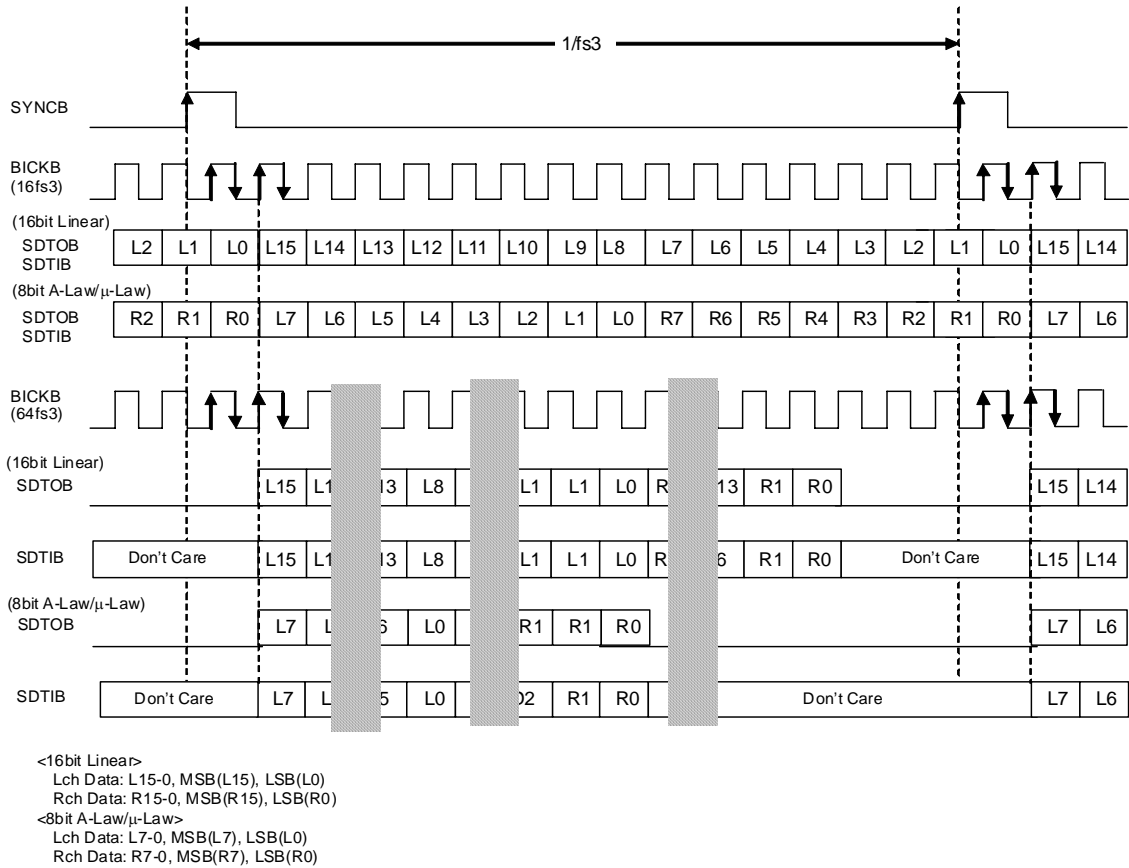 1/fs3
SYNCB
BICKB
(16fs3)
(16bit Linear)
SDTOB L2 L1 L0 L15 L14 L13 L12 L11 L10 L9 L8 L7 L6 L5 L4 L3 L2 L1 L0 L15 L14
SDTIB
(8bit A-Law/μ-Law)
SDTOB R2 R1 R0 L7 L6 L5 L4 L3 L2 L1 L0 R7 R6 R5 R4 R3 R2 R1 R0 L7 L6
SDTIB
BICKB
(64fs3)
(16bit Linear)
SDTOB L15 L8 L1 L1 L0 R1 R0 L15 L14
SDTIB Don't Care L15 L8 L1 L1 L0 R1 R0 Don't Care L15 L14
(8bit A-Law/μ-Law)
SDTOB L7 L0 R1 R1 R0 L7 L6
SDTIB Don't Care L7 L0 R1 R0 Don't Care L7 L6
<16bit Linear>
Lch Data: L15-0, MSB(L15), LSB(L0)
Rch Data: R15-0, MSB(R15), LSB(R0)
<8bit A-Law/μ-Law>
Lch Data: L7-0, MSB(L7), LSB(L0)
Rch Data: R7-0, MSB(R7), LSB(R0)